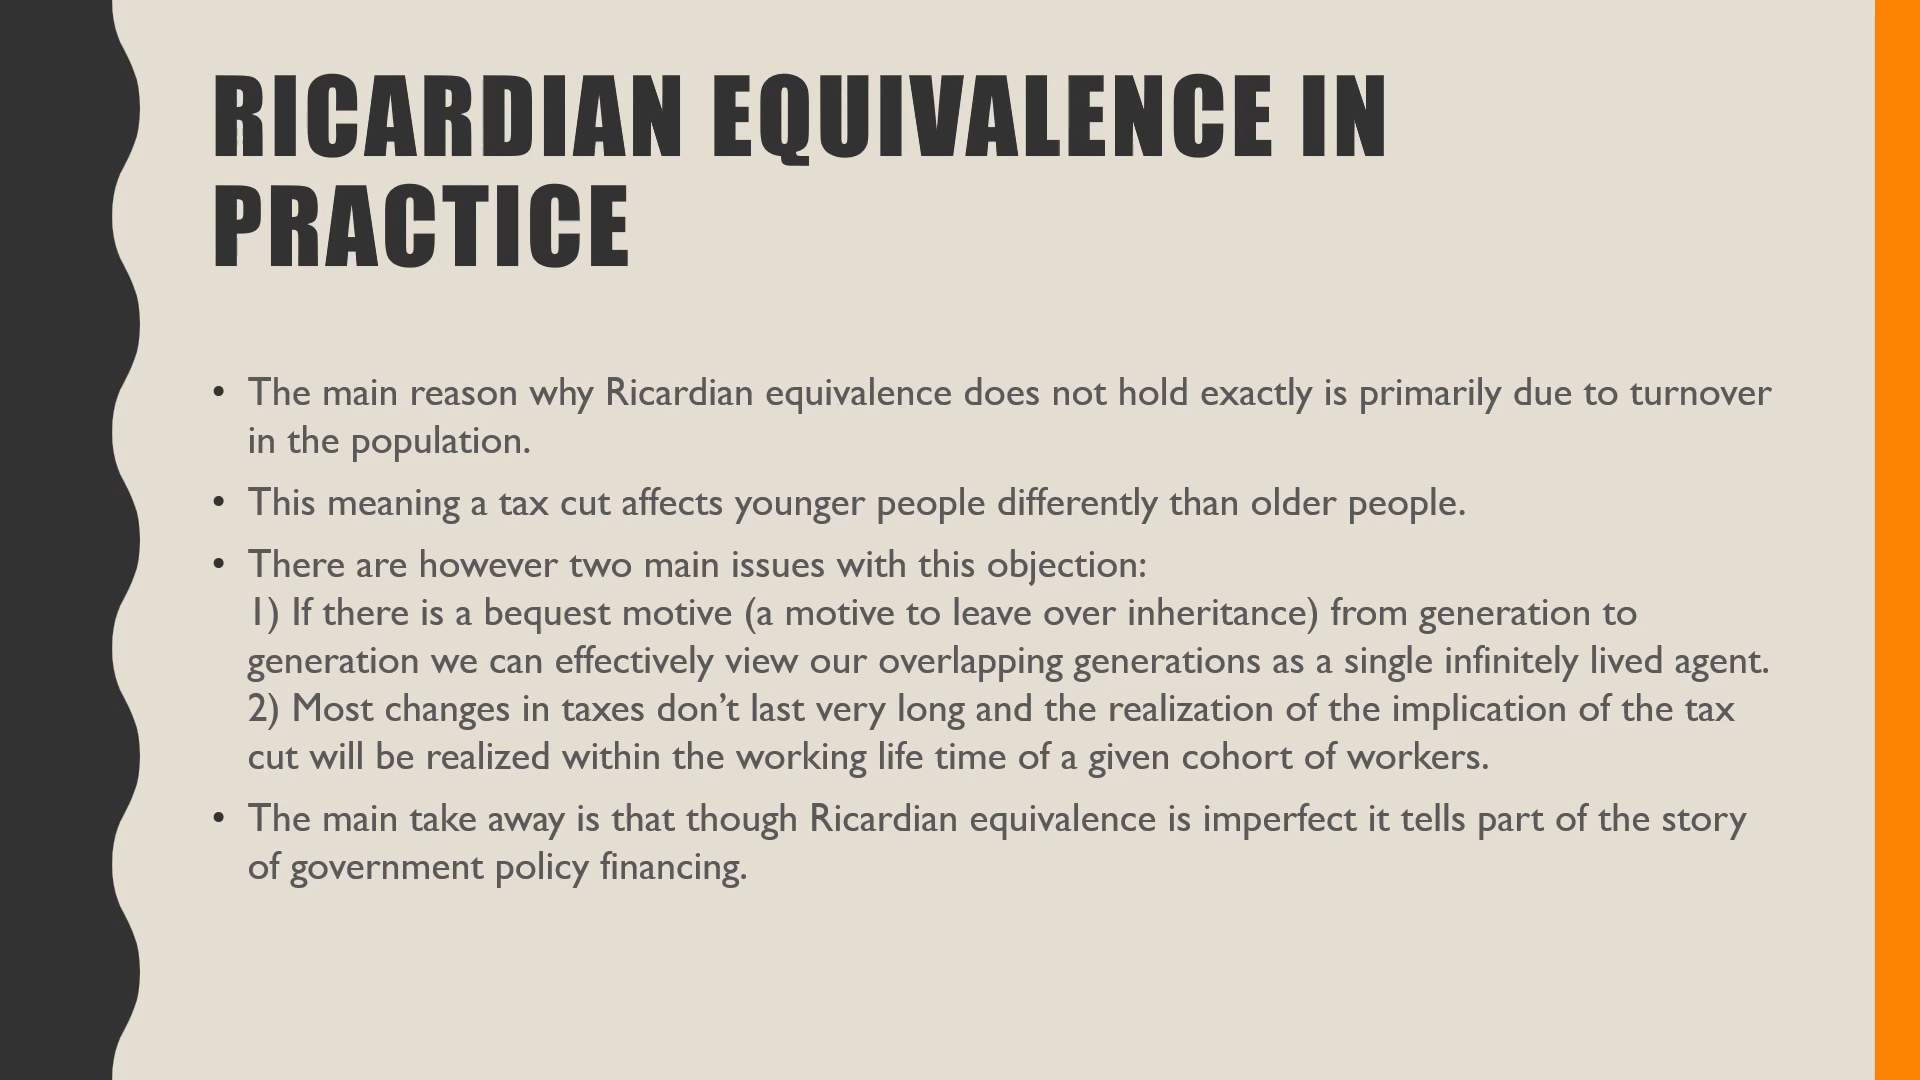 RICARDIAN EQUIVALENCE IN
PRACTICE
• The main reason why Ricardian equivalence does not hold exactly is primarily due to turnover
in the population.
• This meaning a tax cut affects younger people differently than older people.
• There are however two main issues with this objection:
1) If there is a bequest motive (a motive to leave over inheritance) from generation to
generation we can effectively view our overlapping generations as a single infinitely lived agent.
2) Most changes in taxes don’t last very long and the realization of the implication of the tax
cut will be realized within the working life time of a given cohort of workers.
• The main take away is that though Ricardian equivalence is imperfect it tells part of the story
of government policy financing.